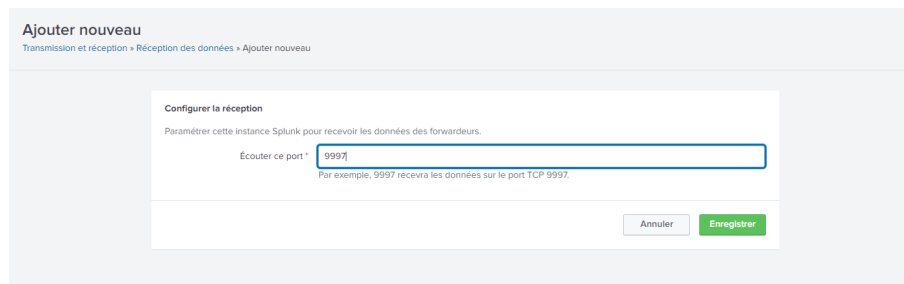 Ajouter nouveau
Transmission et réception » Réception des données » Ajouter nouveau
Configurer la réception
Paramétrer cette instance Splunk pour recevoir les données des forwardeurs.
Écouter ce port * 9997
Par exemple, 9997 recevra les données sur le port TCP 9997.
Annuler Enregistrer